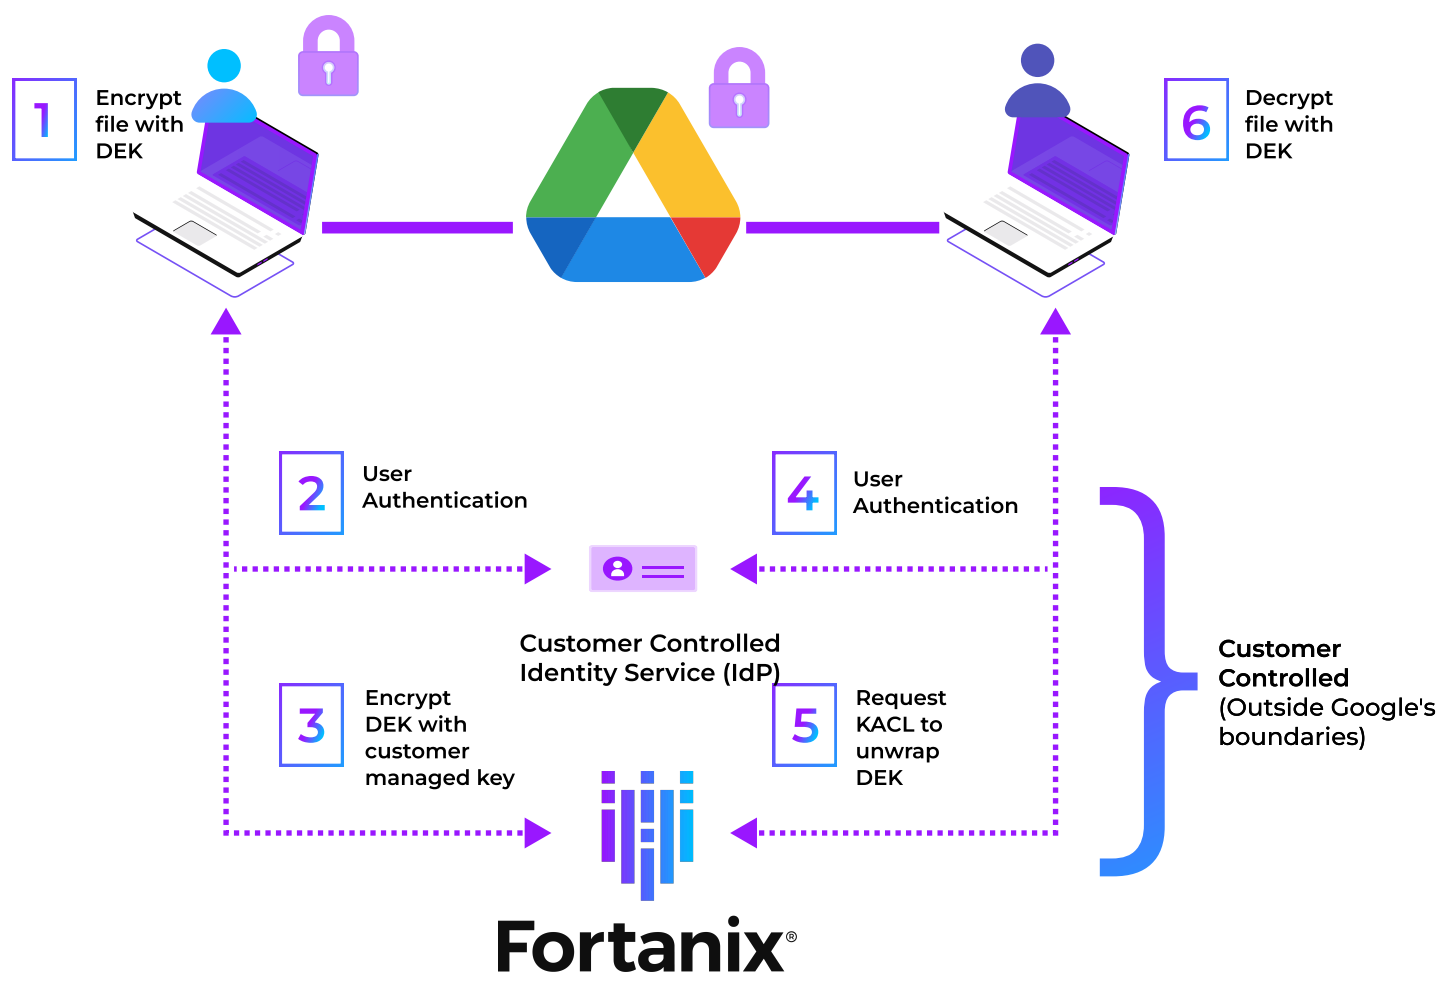 1
Encrypt
file with
DEK
6
Decrypt
file with
DEK
2
User
Authentication
4
User
Authentication
Customer Controlled
Identity Service (IdP)
3
Encrypt
DEK with
customer
managed key
5
Request
KACL to
unwrap
DEK
Customer
Controlled
(Outside Google's
boundaries)
Fortanix®